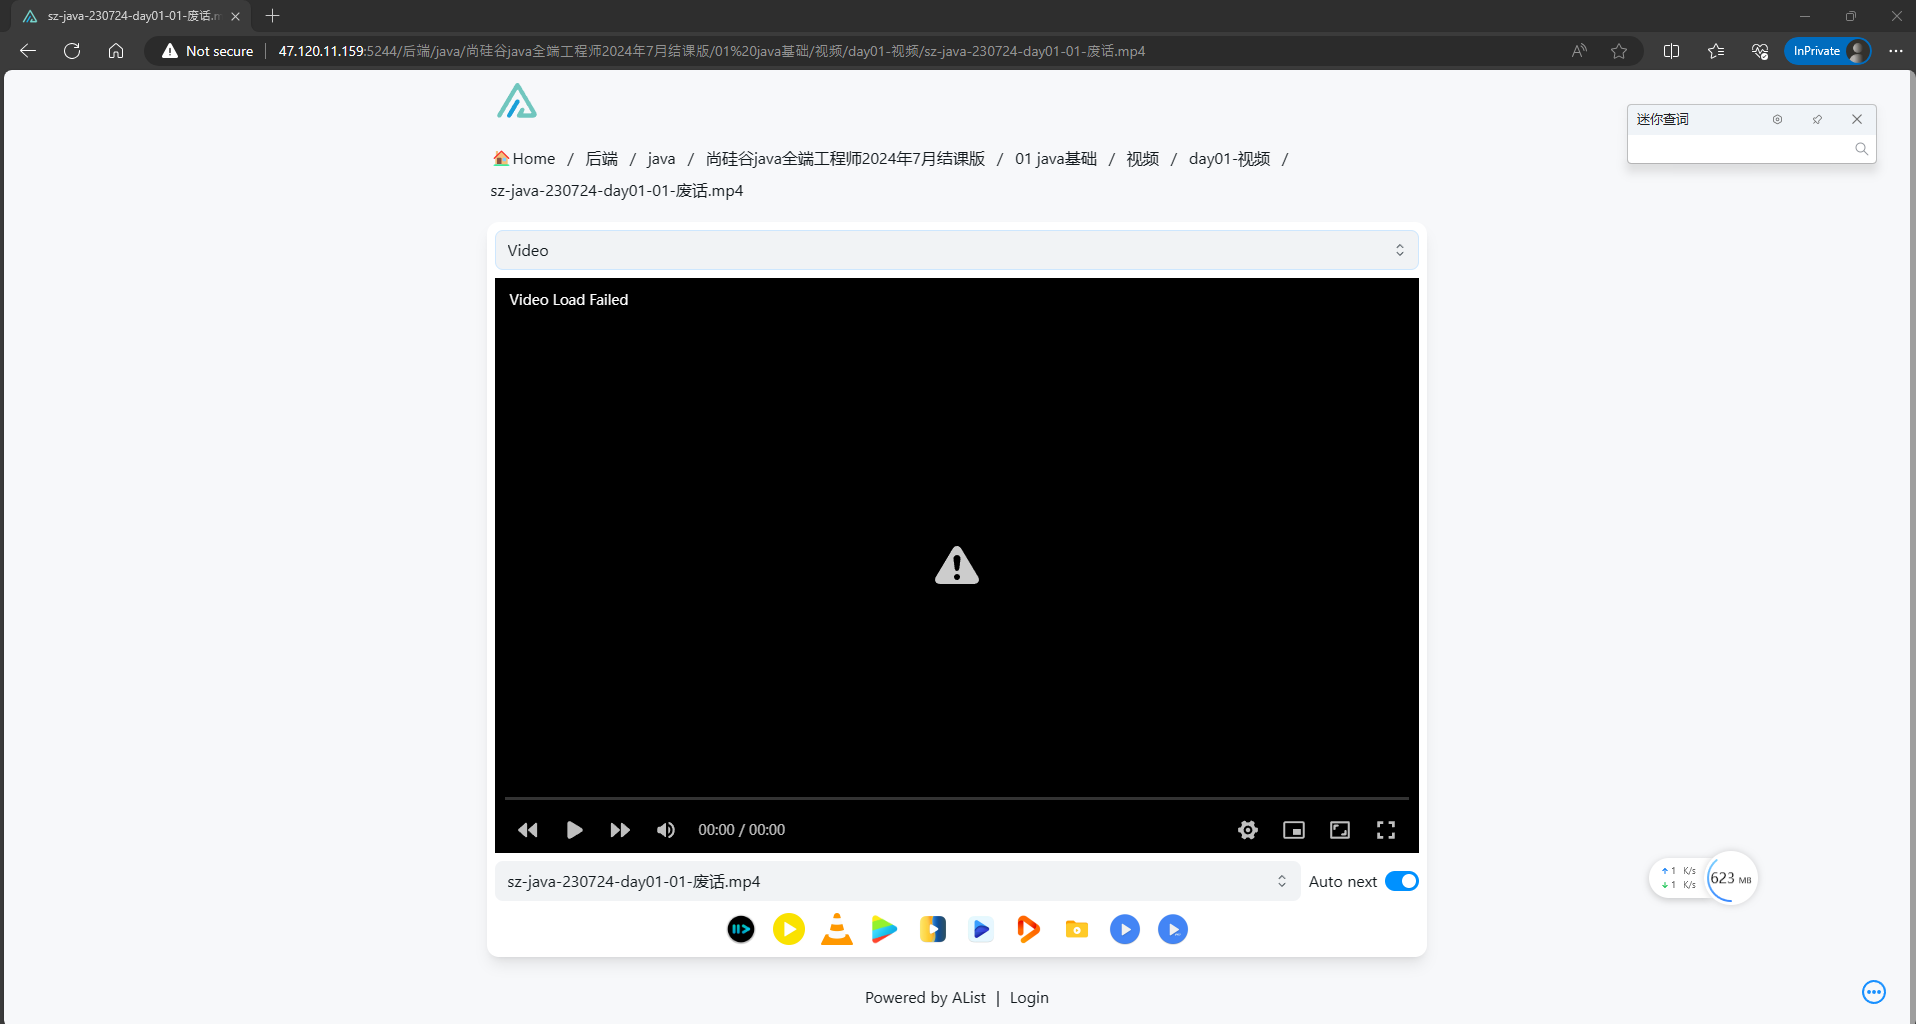 sz-java-230724-day01-01-废话.m
Not secure
47.120.11.159:5244/后端/java/尚硅谷java全端工程师2024年7月结课版/01%20java基础/视频/day01-视频/sz-java-230724-day01-01-废话.mp4
InPrivate
迷你查词
Home / 后端 / java / 尚硅谷java全端工程师2024年7月结课版 / 01 java基础 / 视频 / day01-视频 /
sz-java-230724-day01-01-废话.mp4
Video
Video Load Failed
00:00 / 00:00
sz-java-230724-day01-01-废话.mp4
Auto next
1 K/s
1 K/s
623 MB
Powered by AList | Login